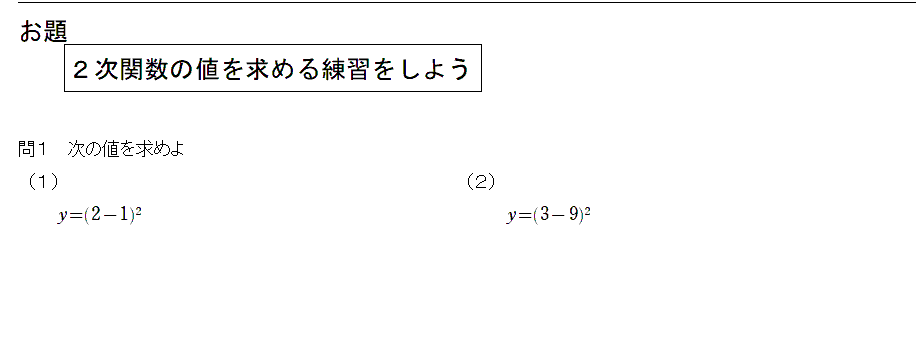 お題
２次関数の値を求める練習をしよう
問１　次の値を求めよ
（１）　（２）
y＝(2－1)²　y＝(3－9)²